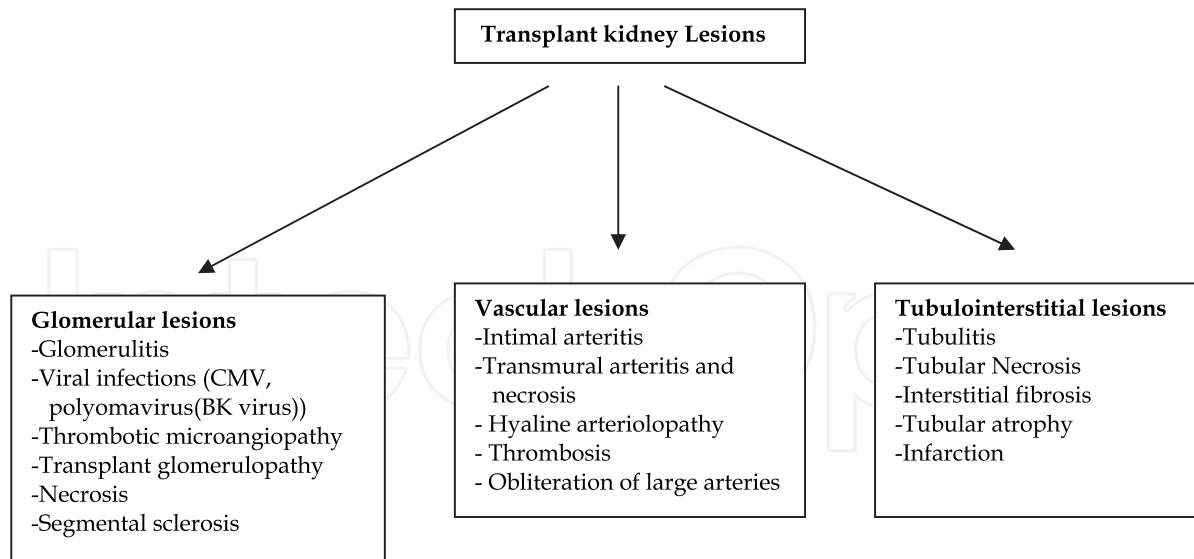 Transplant kidney Lesions
Glomerular lesions
-Glomerulitis
-Viral infections (CMV,
polyomavirus(BK virus))
-Thrombotic microangiopathy
-Transplant glomerulopathy
-Necrosis
-Segmental sclerosis
Vascular lesions
-Intimal arteritis
-Transmural arteritis and
necrosis
- Hyaline arteriolopathy
- Thrombosis
- Obliteration of large arteries
Tubulointerstitial lesions
-Tubulitis
-Tubular Necrosis
-Interstitial fibrosis
-Tubular atrophy
-Infarction